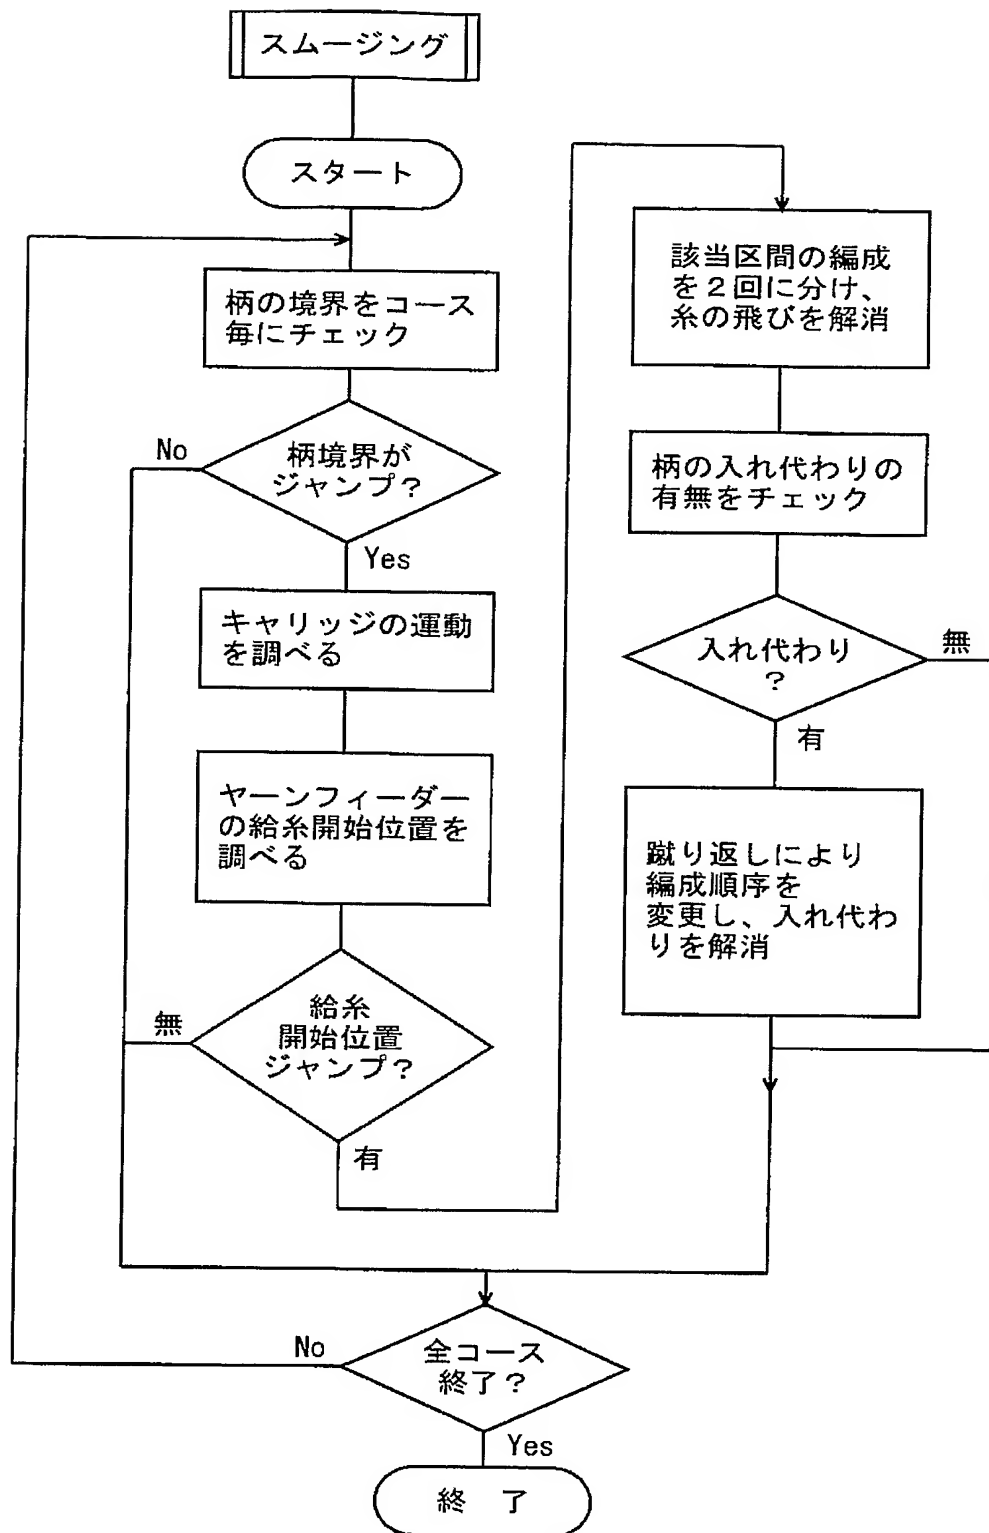 スムージング
スタート
柄の境界をコース
毎にチェック
No
柄境界が
ジャンプ?
Yes
キャリッジの運動
を調べる
ヤーンフィーダー
の給糸開始位置を
調べる
無
給糸
開始位置
ジャンプ?
有
該当区間の編成
を2回に分け、
糸の飛びを解消
柄の入れ代わりの
有無をチェック
入れ代わり
?
無
有
蹴り返しにより
編成順序を
変更し、入れ代わ
りを解消
No
全コース
終了?
Yes
終 了